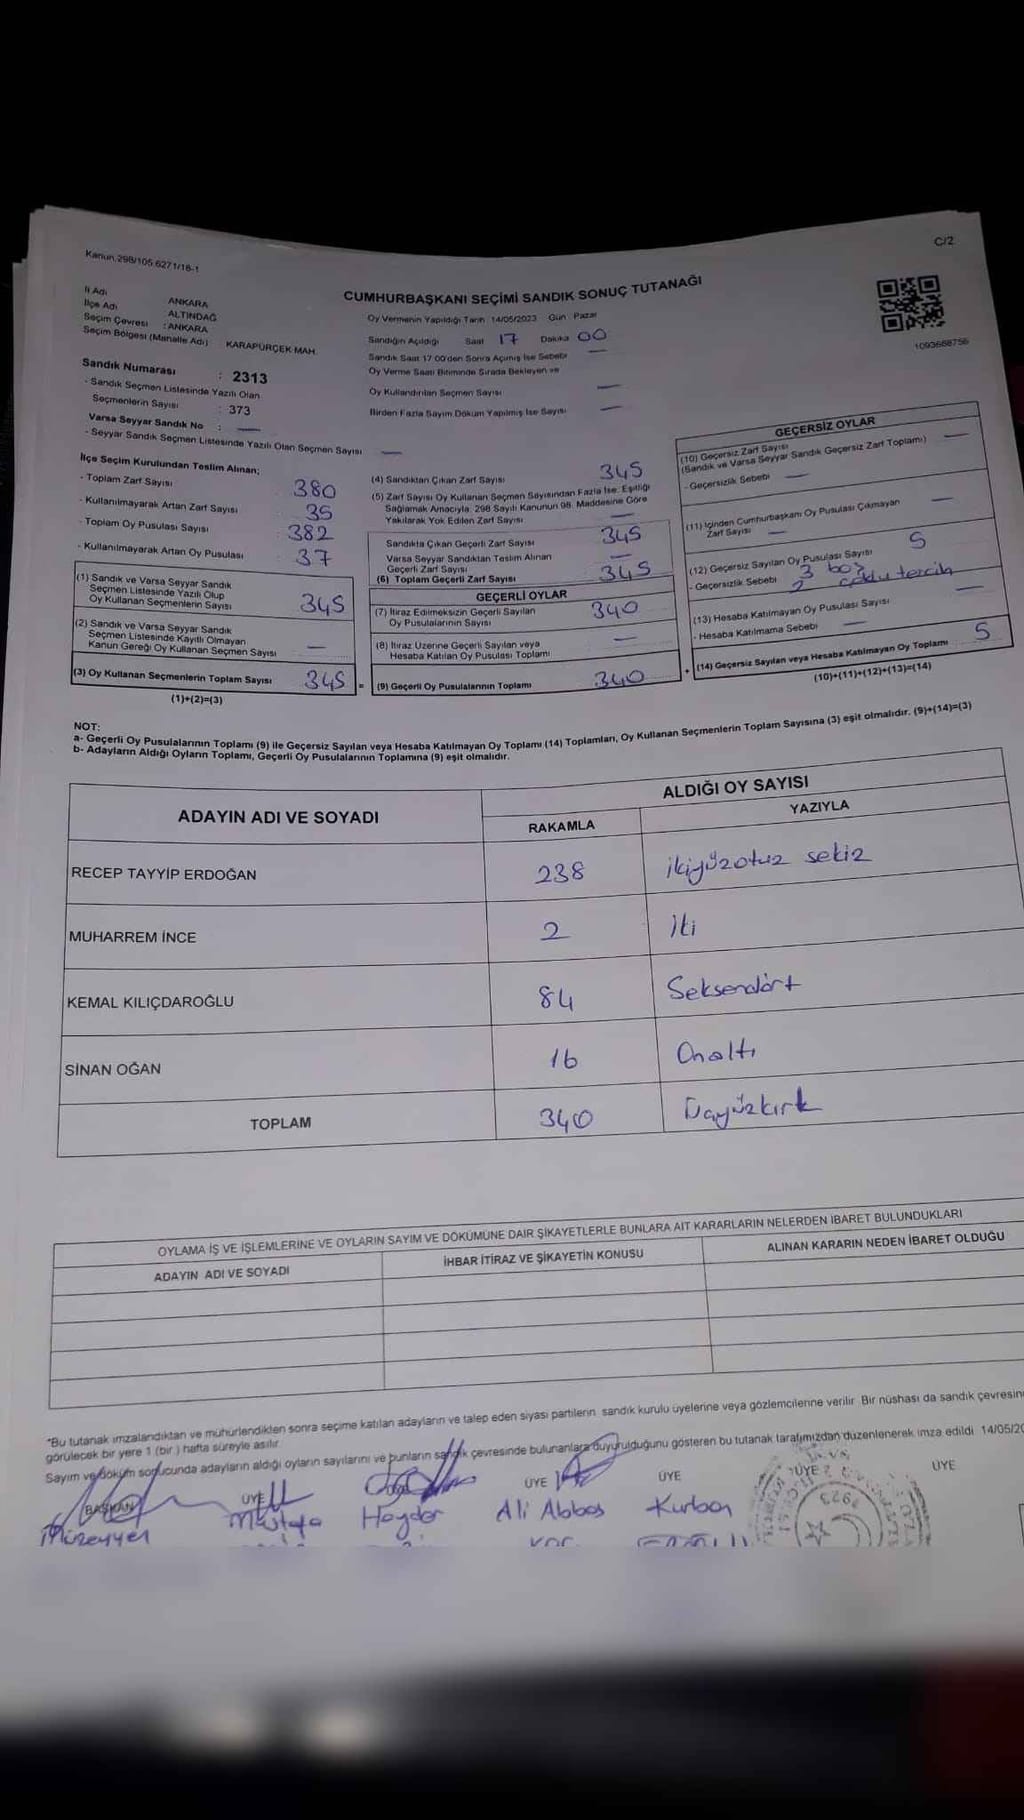 Kanun.298/105.6271/16-1
C/2
CUMHURBAŞKANI SEÇİMİ SANDIK SONUÇ TUTANAĞI
İl Adı ANKARA
İlçe Adı ALTINDAĞ
Seçim Çevresi : ANKARA
Seçim Bölgesi (Mahalle Adı) KARAPÜRÇEK MAH.
Sandık Numarası : 2313
- Sandık Seçmen Listesinde Yazılı Olan
Seçmenlerin Sayısı : 373
Varsa Seyyar Sandık No : —
- Seyyar Sandık Seçmen Listesinde Yazılı Olan Seçmen Sayısı —
Oy Vermenin Yapıldığı Tarih 14/05/2023 Gün Pazar
Sandığın Açıldığı Saat 17 Dakika 00
Sandık Saat 17 00'den Sonra Açımış İse Sebebi —
Oy Verme Saati Bitiminde Sırada Bekleyen ve
Oy Kullandırılan Seçmen Sayısı —
Birden Fazla Sayım Döküm Yapılmış İse Sayısı —
1093688756
İlçe Seçim Kurulundan Teslim Alınan;
- Toplam Zarf Sayısı 380
- Kullanılmayarak Artan Zarf Sayısı 35
- Toplam Oy Pusulası Sayısı 382
- Kullanılmayarak Artan Oy Pusulası 37
(1) Sandık ve Varsa Seyyar Sandık
Seçmen Listesinde Yazılı Olup
Oy Kullanan Seçmenlerin Sayısı 345
(2) Sandık ve Varsa Seyyar Sandık
Seçmen Listesinde Kayıtlı Olmayan
Kanun Gereği Oy Kullanan Seçmen Sayısı —
(3) Oy Kullanan Seçmenlerin Toplam Sayısı 345
(1)+(2)=(3)
(4) Sandıktan Çıkan Zarf Sayısı 345
(5) Zarf Sayısı Oy Kullanan Seçmen Sayısından Fazla İse; Eşitliği
Sağlamak Amacıyla; 298 Sayılı Kanunun 98. Maddesine Göre
Yakılarak Yok Edilen Zarf Sayısı —
Sandıkta Çıkan Geçerli Zarf Sayısı 345
Varsa Seyyar Sandıktan Teslim Alınan
Geçerli Zarf Sayısı —
(6) Toplam Geçerli Zarf Sayısı 345
GEÇERLİ OYLAR
(7) İtiraz Edilmeksizin Geçerli Sayılan
Oy Pusulalarının Sayısı 340
(8) İtiraz Üzerine Geçerli Sayılan veya
Hesaba Katılan Oy Pusulası Toplamı —
= (9) Geçerli Oy Pusulalarının Toplamı 340
GEÇERSİZ OYLAR
(10) Geçersiz Zarf Sayısı
(Sandık ve Varsa Seyyar Sandık Geçersiz Zarf Toplamı) —
- Geçersizlik Sebebi —
(11) İçinden Cumhurbaşkanı Oy Pusulası Çıkmayan
Zarf Sayısı — —
(12) Geçersiz Sayılan Oy Pusulası Sayısı 5
- Geçersizlik Sebebi 3 boş
2 çoklu tercih
(13) Hesaba Katılmayan Oy Pusulası Sayısı —
- Hesaba Katılmama Sebebi —
+ (14) Geçersiz Sayılan veya Hesaba Katılmayan Oy Toplamı 5
(10)+(11)+(12)+(13)=(14)
NOT:
a- Geçerli Oy Pusulalarının Toplamı (9) ile Geçersiz Sayılan veya Hesaba Katılmayan Oy Toplamı (14) Toplamları, Oy Kullanan Seçmenlerin Toplam Sayısına (3) eşit olmalıdır. (9)+(14)=(3)
b- Adayların Aldığı Oyların Toplamı, Geçerli Oy Pusulalarının Toplamına (9) eşit olmalıdır.
ADAYIN ADI VE SOYADI ALDIĞI OY SAYISI
RAKAMLA YAZIYLA
RECEP TAYYİP ERDOĞAN 238 ikiyüzotuz sekiz
MUHARREM İNCE 2 İki
KEMAL KILIÇDAROĞLU 84 Seksendört
SİNAN OĞAN 16 Onaltı
TOPLAM 340 Üçyüzkırk
OYLAMA İŞ VE İŞLEMLERİNE VE OYLARIN SAYIM VE DÖKÜMÜNE DAİR ŞİKAYETLERLE BUNLARA AİT KARARLARIN NELERDEN İBARET BULUNDUKLARI
ADAYIN ADI VE SOYADI İHBAR İTİRAZ VE ŞİKAYETİN KONUSU ALINAN KARARIN NEDEN İBARET OLDUĞU
*Bu tutanak imzalandıktan ve mühürlendikten sonra seçime katılan adayların ve talep eden siyasi partilerin sandık kurulu üyelerine veya gözlemcilerine verilir. Bir nüshası da sandık çevresin
görülecek bir yere 1 (bir ) hafta süreyle asılır.
Sayım ve döküm sonucunda adayların aldığı oyların sayılarını ve bunların sandık çevresinde bulunanlara duyurulduğunu gösteren bu tutanak tarafımızdan düzenlenerek imza edildi. 14/05/20
BAŞKAN ÜYE ÜYE ÜYE ÜYE ÜYE
Müzeyyen Mustafa Haydar Ali Abbas Kurban
1923